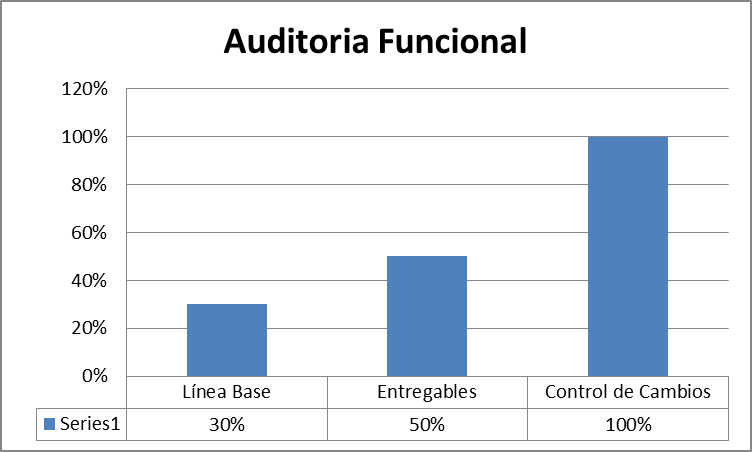 Auditoria Funcional
120%
100%
80%
60%
40%
20%
0%
Línea Base Entregables Control de Cambios
Series1 30% 50% 100%